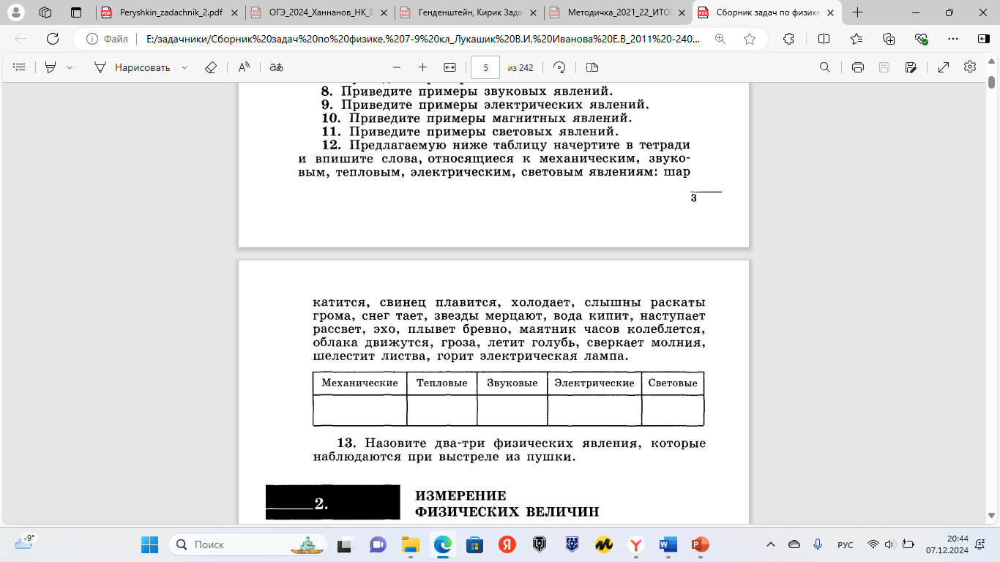 Peryshkin_zadachnik_2.pdf
ОГЭ_2024_Ханнанов_НК_8
Генденштейн, Кирик Зада
Методичка_2021_22_ИТОГ
Сборник задач по физике
Файл
E:/задачники/Сборник%20задач%20по%20физике.%207-9%20кл_Лукашик%20В.И,%20Иванова%20Е.В_2011%20-240...
Нарисовать
аあ
5
из 242
8. Приведите примеры звуковых явлений.
9. Приведите примеры электрических явлений.
10. Приведите примеры магнитных явлений.
11. Приведите примеры световых явлений.
12. Предлагаемую ниже таблицу начертите в тетради
и впишите слова, относящиеся к механическим, звуко-
вым, тепловым, электрическим, световым явлениям: шар
3
катится, свинец плавится, холодает, слышны раскаты
грома, снег тает, звезды мерцают, вода кипит, наступает
рассвет, эхо, плывет бревно, маятник часов колеблется,
облака движутся, гроза, летит голубь, сверкает молния,
шелестит листва, горит электрическая лампа.
Механические Тепловые Звуковые Электрические Световые
13. Назовите два-три физических явления, которые
наблюдаются при выстреле из пушки.
2.
ИЗМЕРЕНИЕ
ФИЗИЧЕСКИХ ВЕЛИЧИН
-9°
Поиск
РУС
20:44
07.12.2024